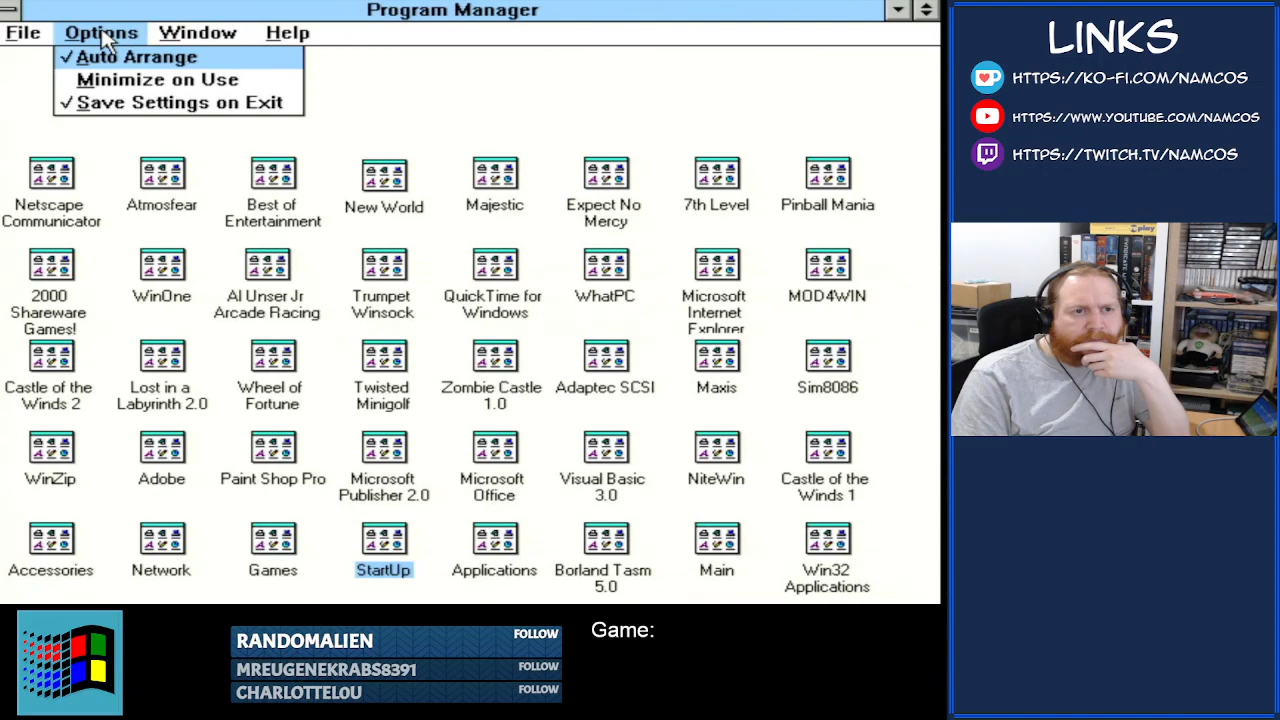 Program Manager
File Options Window Help
✓Auto Arrange
Minimize on Use
✓Save Settings on Exit
Netscape
Communicator
Atmosfear
Best of
Entertainment
New World
Majestic
Expect No
Mercy
7th Level
Pinball Mania
2000
Shareware
Games!
WinOne
Al Unser Jr
Arcade Racing
Trumpet
Winsock
QuickTime for
Windows
WhatPC
Microsoft
Internet
Explorer
MOD4WIN
Castle of the
Winds 2
Lost in a
Labyrinth 2.0
Wheel of
Fortune
Twisted
Minigolf
Zombie Castle
1.0
Adaptec SCSI
Maxis
Sim8086
WinZip
Adobe
Paint Shop Pro
Microsoft
Publisher 2.0
Microsoft
Office
Visual Basic
3.0
NiteWin
Castle of the
Winds 1
Accessories
Network
Games
StartUp
Applications
Borland Tasm
5.0
Main
Win32
Applications
LINKS
HTTPS://KO-FI.COM/NAMCOS
HTTPS://WWW.YOUTUBE.COM/NAMCOS
HTTPS://TWITCH.TV/NAMCOS
RANDOMALIEN FOLLOW
MREUGENEKRABS8391 FOLLOW
CHARLOTTEL0U FOLLOW
Game: